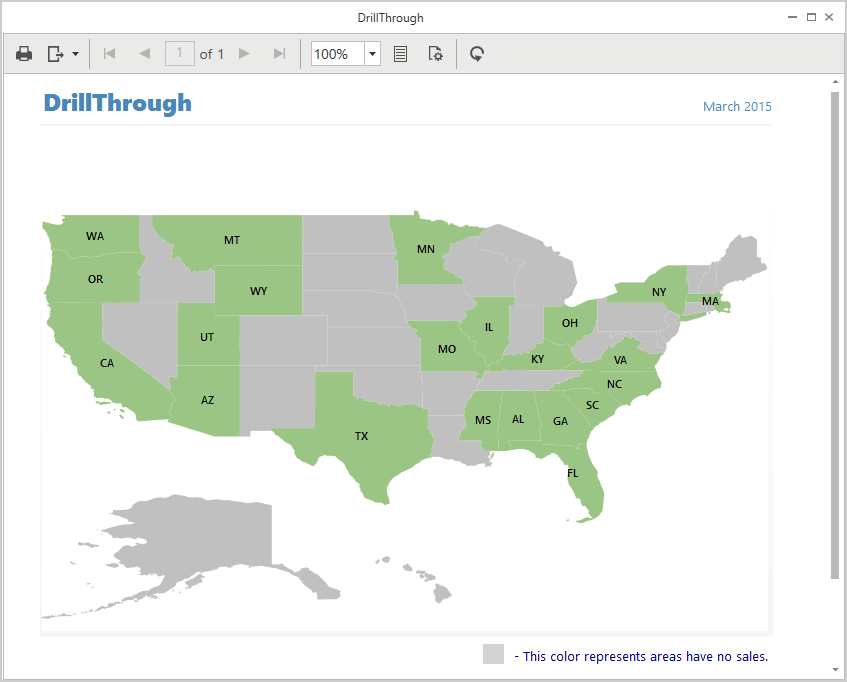 DrillThrough
1 of 1
100%
DrillThrough
March 2015
WA
MT
MN
OR
WY
NY
MA
IL
OH
UT
MO
KY
VA
CA
NC
AZ
SC
MS
AL
GA
TX
FL
- This color represents areas have no sales.